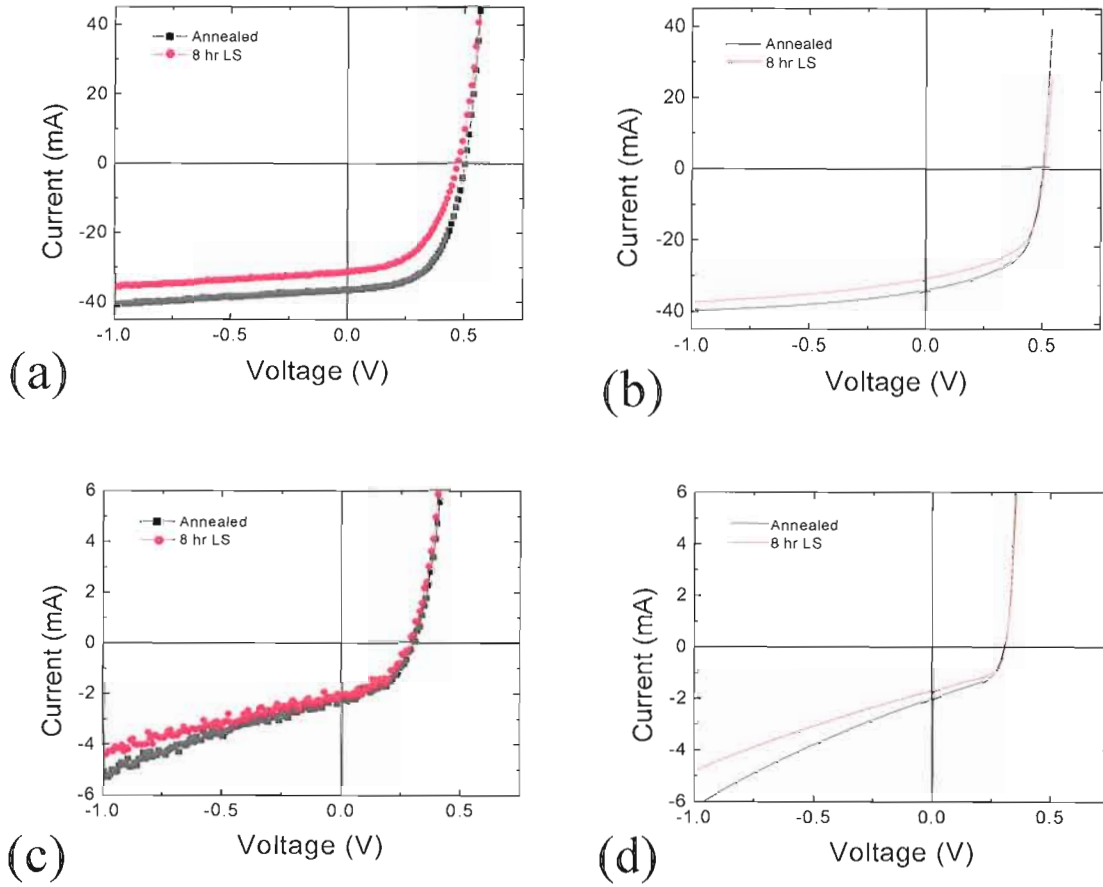 40
20
0
-20
-40
Annealed
8 hr LS
Current (mA)
-1.0 -0.5 0.0 0.5
Voltage (V)
(a)
40
20
0
-20
-40
Annealed
8 hr LS
Current (mA)
-1.0 -0.5 0.0 0.5
Voltage (V)
(b)
6
4
2
0
-2
-4
-6
Annealed
8 hr LS
Current (mA)
-1.0 -0.5 0.0 0.5
Voltage (V)
(c)
6
4
2
0
-2
-4
-6
Annealed
8 hr LS
Current (mA)
-1.0 -0.5 0.0 0.5
Voltage (V)
(d)